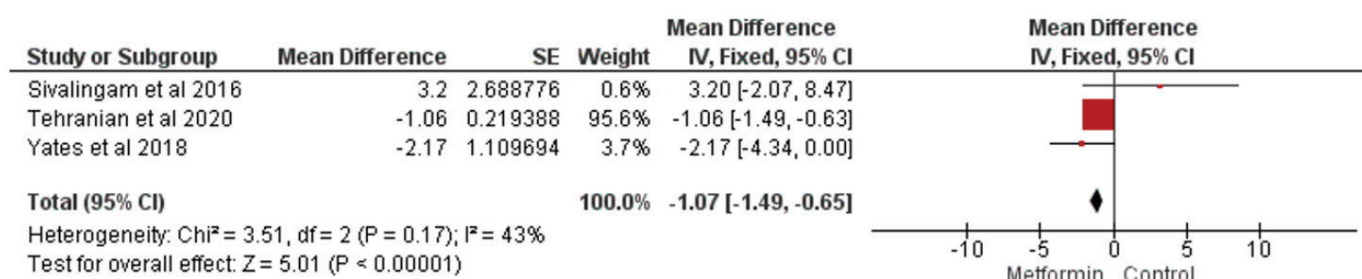 Mean Difference Mean Difference
Study or Subgroup Mean Difference SE Weight IV, Fixed, 95% CI IV, Fixed, 95% CI
Sivalingam et al 2016 3.2 2.688776 0.6% 3.20 [-2.07, 8.47]
Tehranian et al 2020 -1.06 0.219388 95.6% -1.06 [-1.49, -0.63]
Yates et al 2018 -2.17 1.109694 3.7% -2.17 [-4.34, 0.00]
Total (95% CI) 100.0% -1.07 [-1.49, -0.65]
Heterogeneity: Chi² = 3.51, df = 2 (P = 0.17); I² = 43%
Test for overall effect: Z = 5.01 (P < 0.00001)
-10 -5 0 5 10
Metformin Control